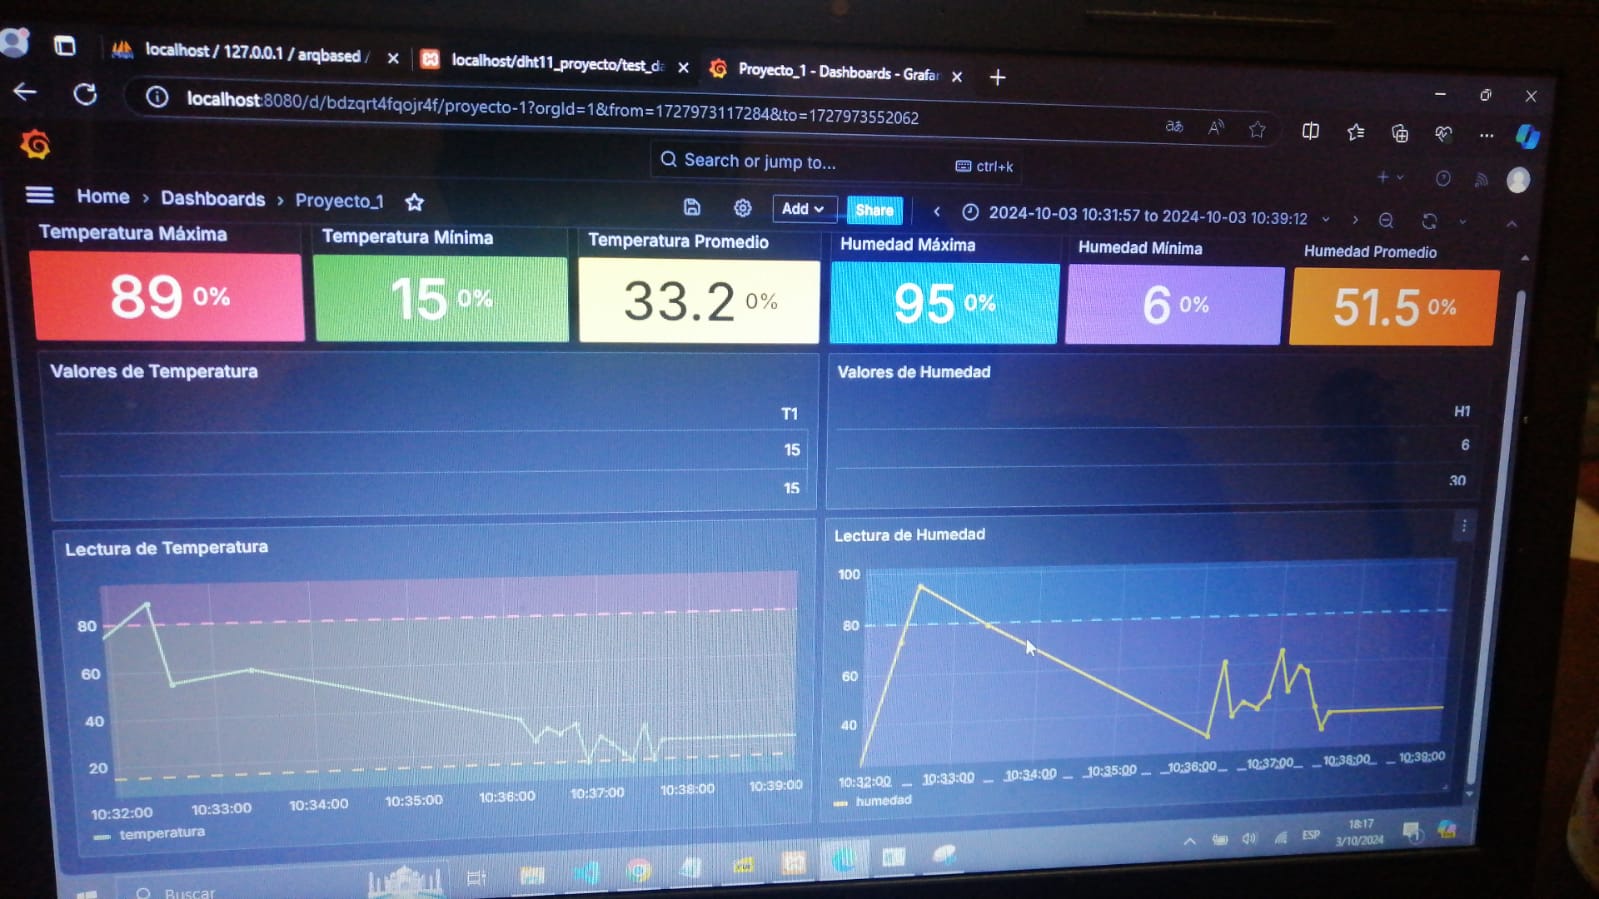 localhost / 127.0.0.1 / arqbased /
localhost/dht11_proyecto/test_da
Proyecto_1 - Dashboards - Grafan
localhost:8080/d/bdzqrt4fqojr4f/proyecto-1?orgId=1&from=1727973117284&to=1727973552062
Search or jump to...
ctrl+k
Home › Dashboards › Proyecto_1
Add
Share
2024-10-03 10:31:57 to 2024-10-03 10:39:12
Temperatura Máxima
Temperatura Mínima
Temperatura Promedio
Humedad Máxima
Humedad Mínima
Humedad Promedio
89 0%
15 0%
33.2 0%
95 0%
6 0%
51.5 0%
Valores de Temperatura
T1
15
15
Valores de Humedad
H1
6
30
Lectura de Temperatura
80
60
40
20
10:32:00 10:33:00 10:34:00 10:35:00 10:36:00 10:37:00 10:38:00 10:39:00
temperatura
Lectura de Humedad
100
80
60
40
10:32:00 10:33:00 10:34:00 10:35:00 10:36:00 10:37:00 10:38:00 10:39:00
humedad
Buscar
ESP
18:17
3/10/2024